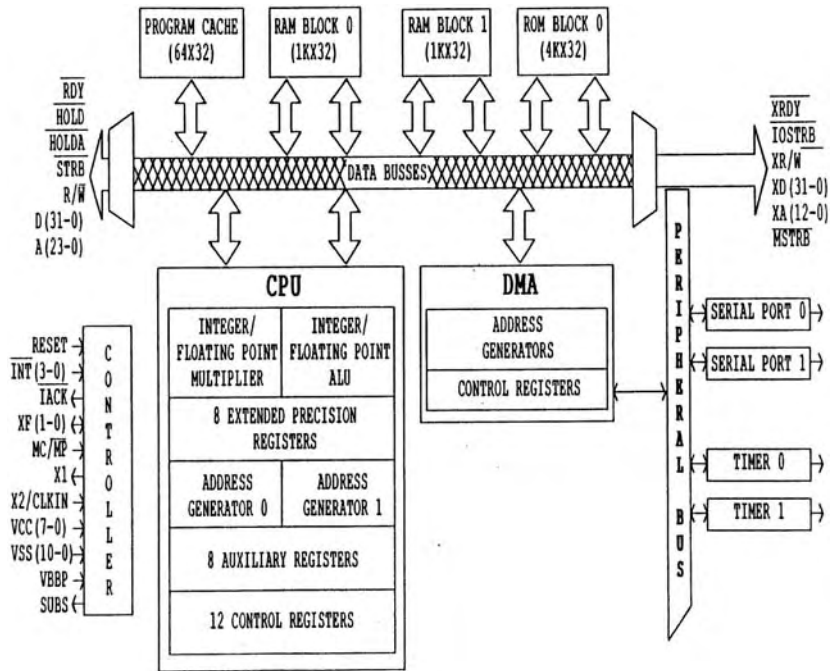 PROGRAM CACHE
(64X32)
RAM BLOCK 0
(1KX32)
RAM BLOCK 1
(1KX32)
ROM BLOCK 0
(4KX32)
RDY
HOLD
HOLDA
STRB
R/W
D(31-0)
A(23-0)
DATA BUSSES
XRDY
IOSTRB
XR/W
XD(31-0)
XA(12-0)
MSTRB
CPU
INTEGER/
FLOATING POINT
MULTIPLIER
INTEGER/
FLOATING POINT
ALU
8 EXTENDED PRECISION
REGISTERS
ADDRESS
GENERATOR 0
ADDRESS
GENERATOR 1
8 AUXILIARY REGISTERS
12 CONTROL REGISTERS
DMA
ADDRESS
GENERATORS
CONTROL REGISTERS
PERIPHERAL BUS
SERIAL PORT 0
SERIAL PORT 1
TIMER 0
TIMER 1
RESET
INT(3-0)
IACK
XF(1-0)
MC/MP
X1
X2/CLKIN
VCC(7-0)
VSS(10-0)
VBBP
SUBS
CONTROLLER